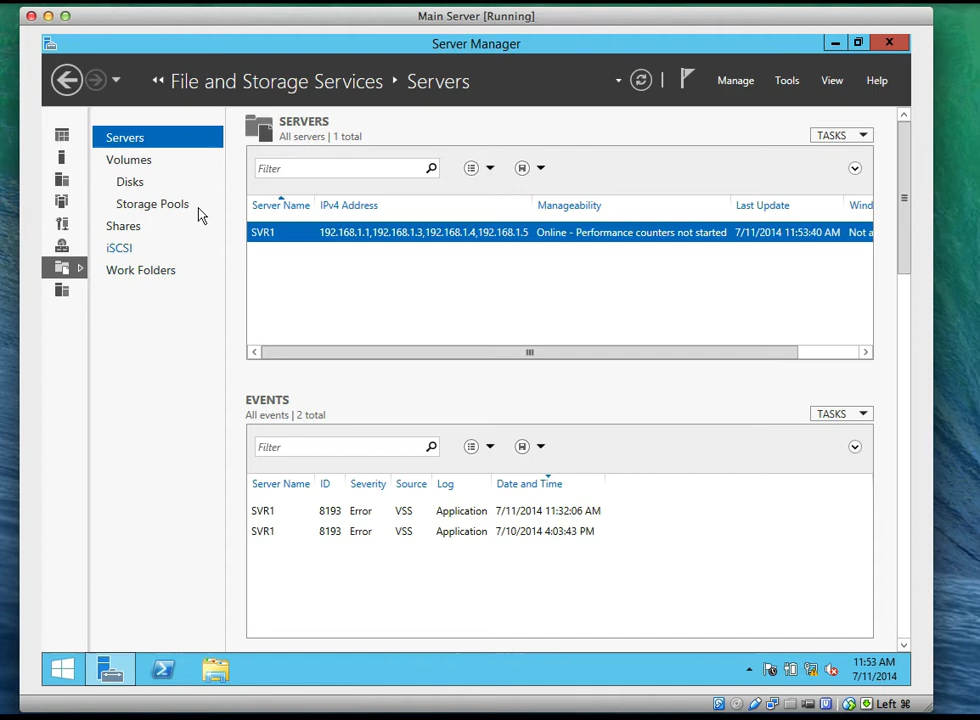 Main Server [Running]
Server Manager
File and Storage Services ‣ Servers
Manage Tools View Help
Servers
Volumes
Disks
Storage Pools
Shares
iSCSI
Work Folders
SERVERS
All servers | 1 total
TASKS
Filter
Server Name IPv4 Address Manageability Last Update Wind
SVR1 192.168.1.1,192.168.1.3,192.168.1.4,192.168.1.5 Online - Performance counters not started 7/11/2014 11:53:40 AM Not a
EVENTS
All events | 2 total
TASKS
Filter
Server Name ID Severity Source Log Date and Time
SVR1 8193 Error VSS Application 7/11/2014 11:32:06 AM
SVR1 8193 Error VSS Application 7/10/2014 4:03:43 PM
11:53 AM
7/11/2014
Left ⌘